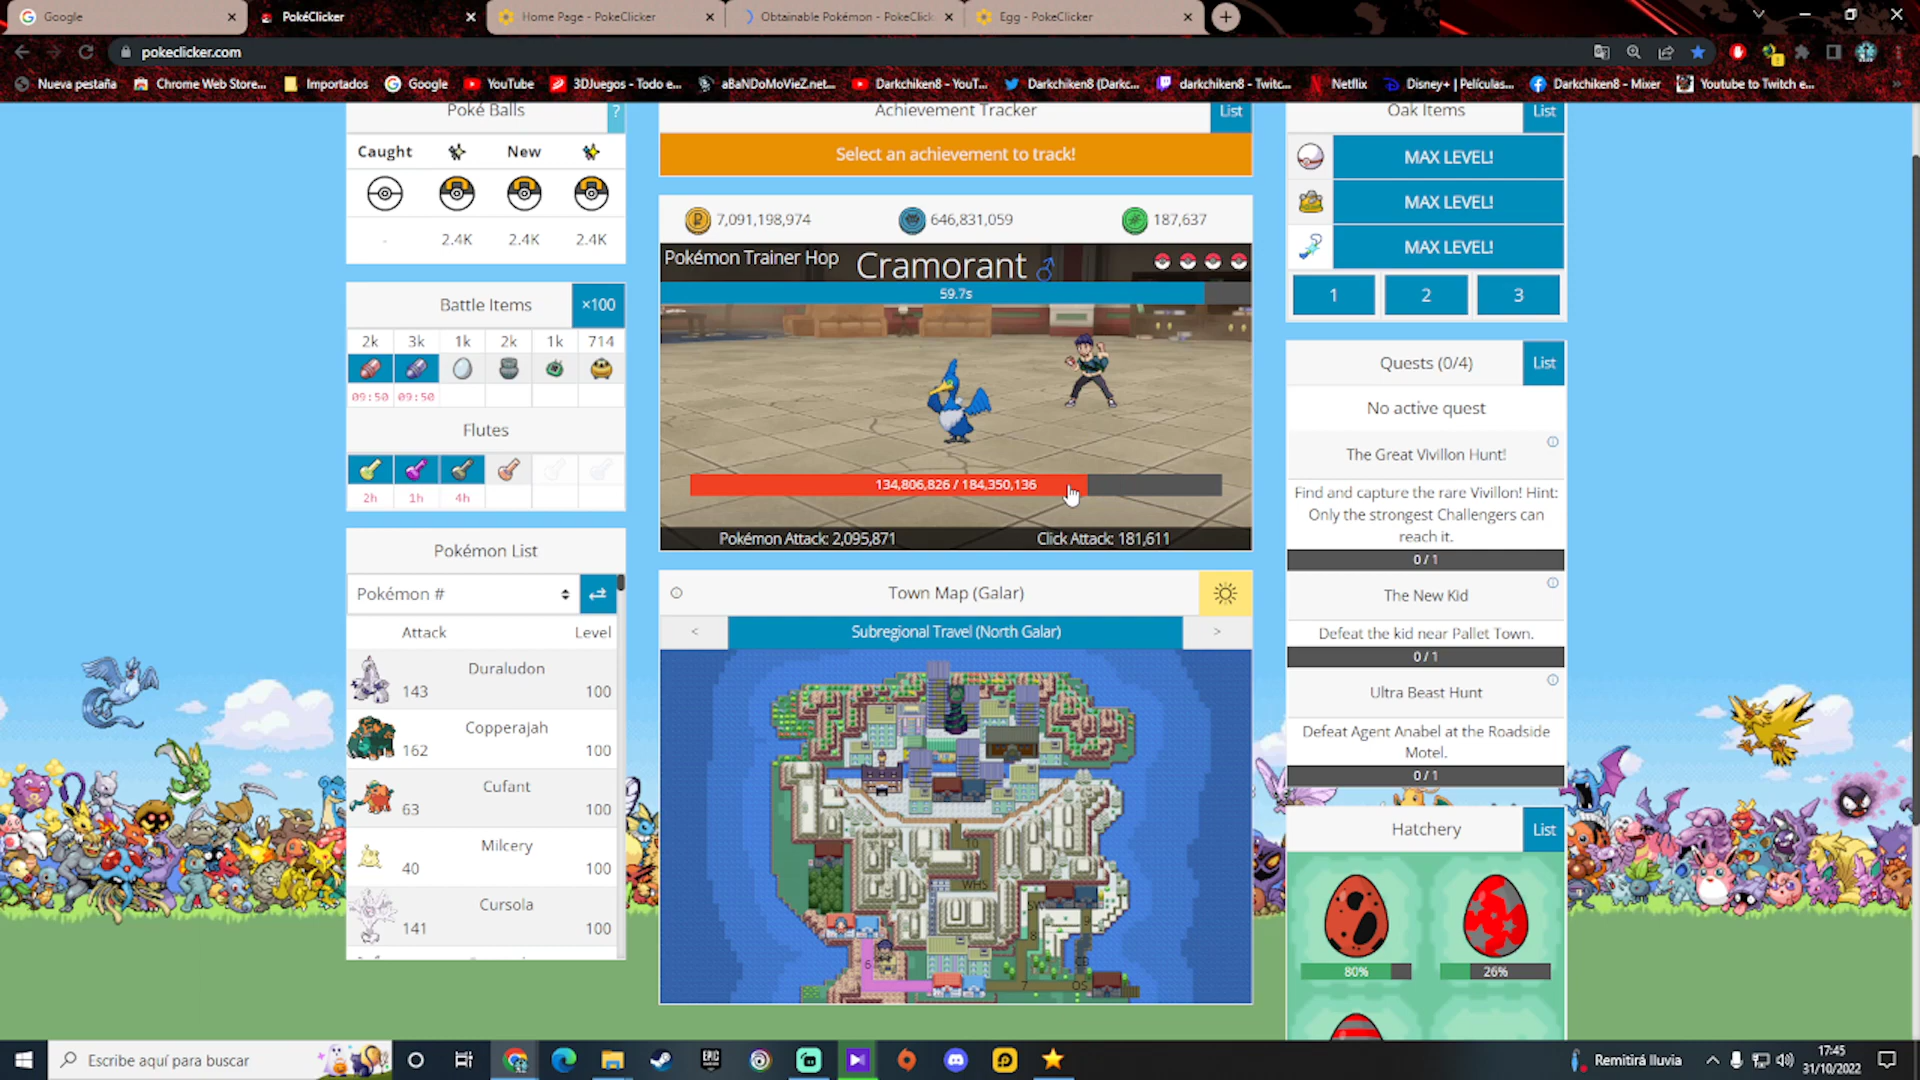 Google
PokéClicker
Home Page - PokeClicker
Obtainable Pokémon - PokeClick
Egg - PokeClicker
pokeclicker.com
Nueva pestaña
Chrome Web Store...
Importados
Google
YouTube
3DJuegos - Todo e...
aBaNDoMoVieZ.net...
Darkchiken8 - YouT...
Darkchiken8 (Darkc...
darkchiken8 - Twitc...
Netflix
Disney+ | Películas...
Darkchiken8 - Mixer
Youtube to Twitch e...
Poké Balls
?
Caught
New
-
2.4K
2.4K
2.4K
Battle Items
×100
2k
3k
1k
2k
1k
714
09:50
09:50
Flutes
2h
1h
4h
Pokémon List
Pokémon #
Attack
Level
Duraludon
143
100
Copperajah
162
100
Cufant
63
100
Milcery
40
100
Cursola
141
100
Achievement Tracker
List
Select an achievement to track!
7,091,198,974
646,831,059
187,637
Pokémon Trainer Hop
Cramorant ♂
59.7s
134,806,826 / 184,350,136
Pokémon Attack: 2,095,871
Click Attack: 181,611
Town Map (Galar)
<
Subregional Travel (North Galar)
>
10
WHS
8
9
6
7
OS
Oak Items
List
MAX LEVEL!
MAX LEVEL!
MAX LEVEL!
1
2
3
Quests (0/4)
List
No active quest
The Great Vivillon Hunt!
Find and capture the rare Vivillon! Hint:
Only the strongest Challengers can
reach it.
0 / 1
The New Kid
Defeat the kid near Pallet Town.
0 / 1
Ultra Beast Hunt
Defeat Agent Anabel at the Roadside
Motel.
0 / 1
Hatchery
List
80%
26%
Escribe aquí para buscar
EPIC
Remitirá lluvia
17:45
31/10/2022